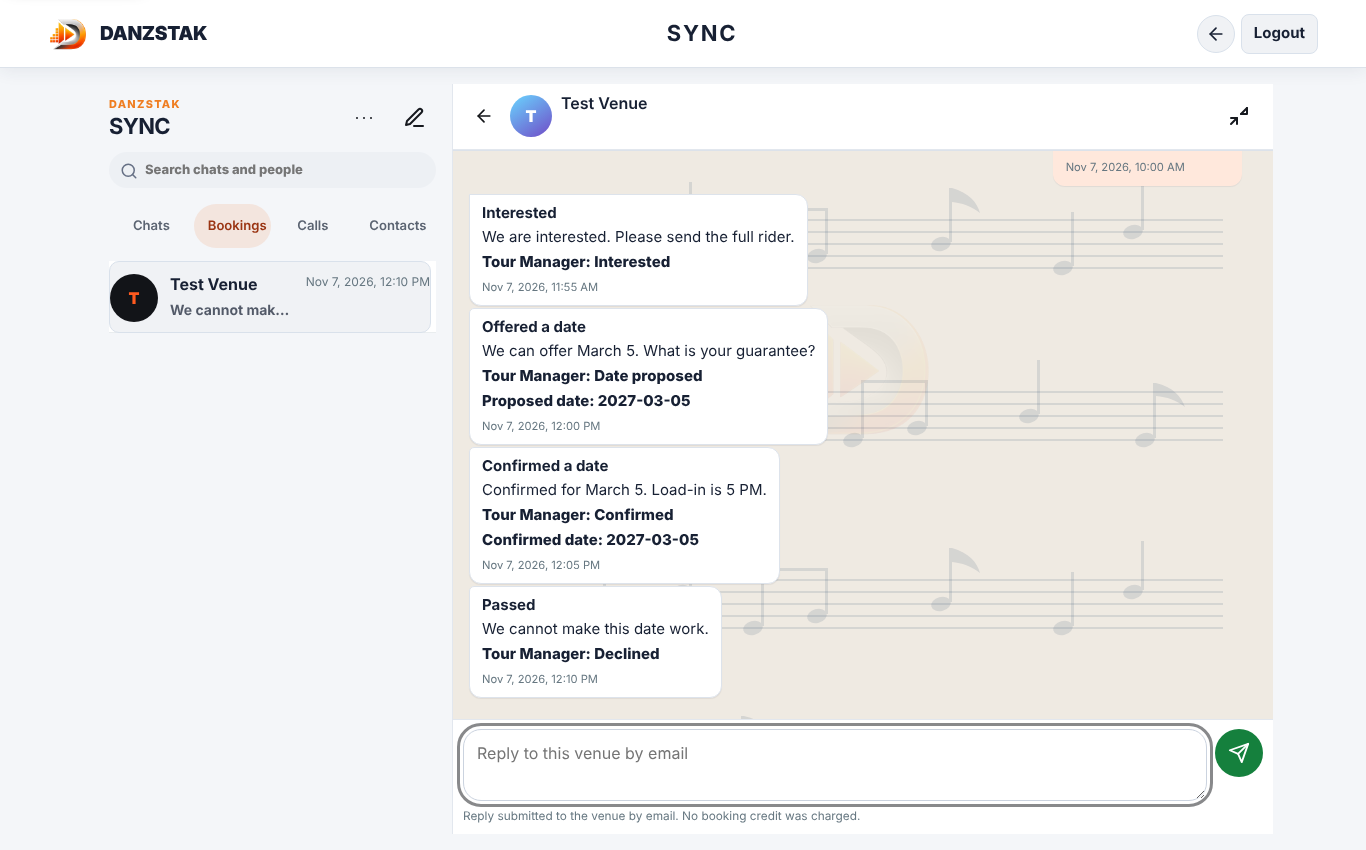 DANZSTAK
SYNC
Logout
DANZSTAK
SYNC
...
Search chats and people
Chats
Bookings
Calls
Contacts
T
Test Venue
Nov 7, 2026, 12:10 PM
We cannot mak...
T
Test Venue
Nov 7, 2026, 10:00 AM
Interested
We are interested. Please send the full rider.
Tour Manager: Interested
Nov 7, 2026, 11:55 AM
Offered a date
We can offer March 5. What is your guarantee?
Tour Manager: Date proposed
Proposed date: 2027-03-05
Nov 7, 2026, 12:00 PM
Confirmed a date
Confirmed for March 5. Load-in is 5 PM.
Tour Manager: Confirmed
Confirmed date: 2027-03-05
Nov 7, 2026, 12:05 PM
Passed
We cannot make this date work.
Tour Manager: Declined
Nov 7, 2026, 12:10 PM
Reply to this venue by email
Reply submitted to the venue by email. No booking credit was charged.